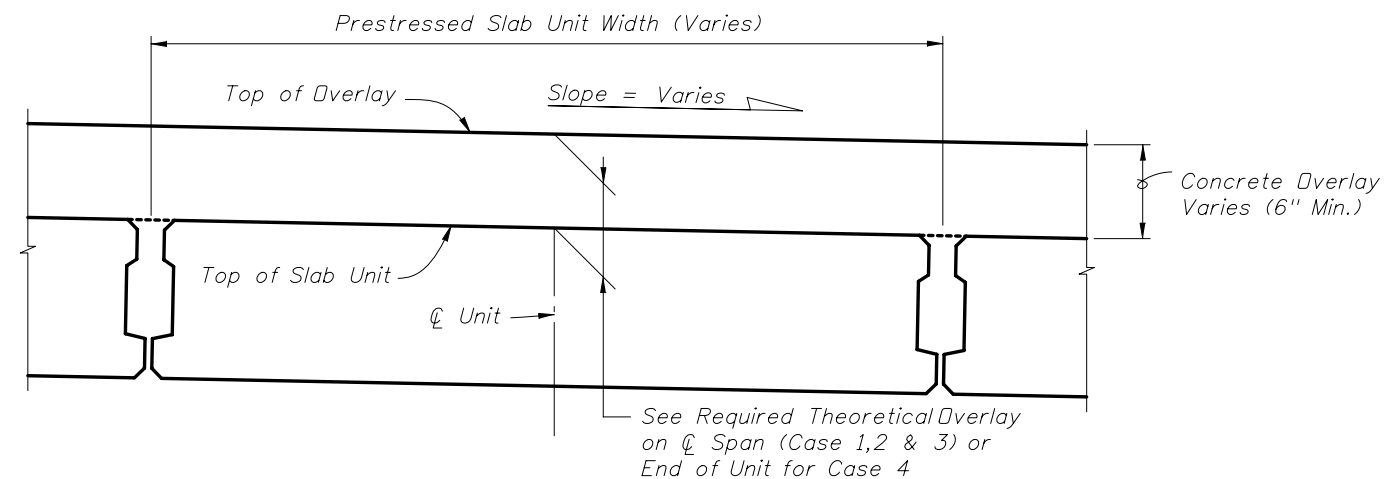 Prestressed Slab Unit Width (Varies)
Top of Overlay
Slope = Varies
Concrete Overlay
Varies (6" Min.)
Top of Slab Unit
℄ Unit
See Required Theoretical Overlay
on ℄ Span (Case 1,2 & 3) or
End of Unit for Case 4